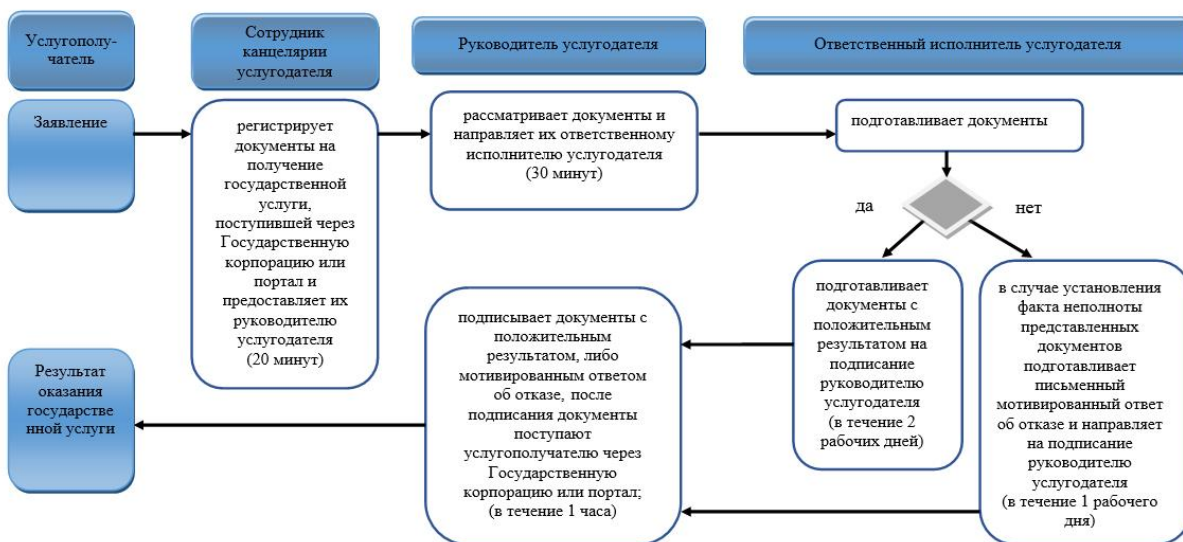 Услугополу-
чатель
Сотрудник
канцелярии
услугодателя
Руководитель услугодателя
Ответственный исполнитель услугодателя
Заявление
регистрирует
документы на
получение
государственной
услуги,
поступившей через
Государственную
корпорацию или
портал и
предоставляет их
руководителю
услугодателя
(20 минут)
рассматривает документы и
направляет их ответственному
исполнителю услугодателя
(30 минут)
подготавливает документы
да
нет
подготавливает
документы с
положительным
результатом на
подписание
руководителю
услугодателя
(в течение 2
рабочих дней)
в случае установления
факта неполноты
представленных
документов
подготавливает
письменный
мотивированный ответ
об отказе и направляет
на подписание
руководителю
услугодателя
(в течение 1 рабочего
дня)
подписывает документы с
положительным
результатом, либо
мотивированным ответом
об отказе, после
подписания документы
поступают
услугополучателю через
Государственную
корпорацию или портал;
(в течение 1 часа)
Результат
оказания
государстве
нной услуги